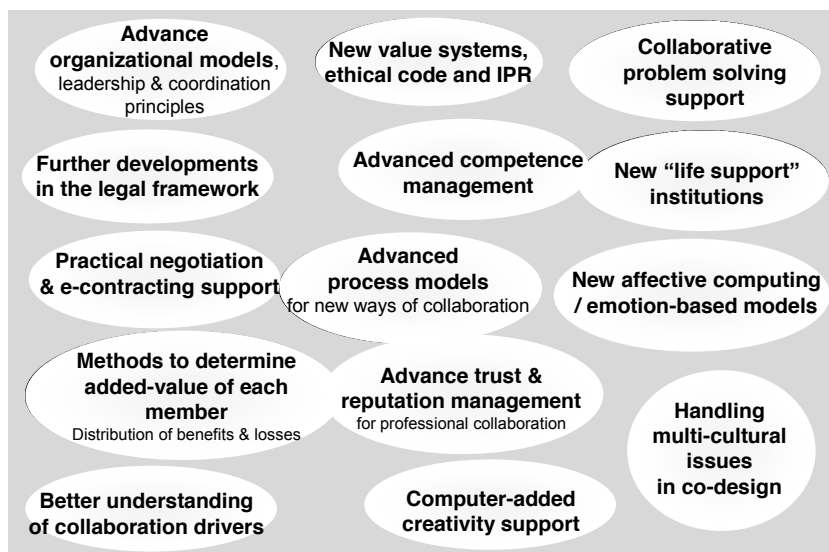 Advance
organizational models,
leadership & coordination
principles
New value systems,
ethical code and IPR
Collaborative
problem solving
support
Further developments
in the legal framework
Advanced competence
management
New “life support”
institutions
Practical negotiation
& e-contracting support
Advanced
process models
for new ways of collaboration
New affective computing
/ emotion-based models
Methods to determine
added-value of each
member
Distribution of benefits & losses
Advance trust &
reputation management
for professional collaboration
Handling
multi-cultural
issues
in co-design
Better understanding
of collaboration drivers
Computer-added
creativity support